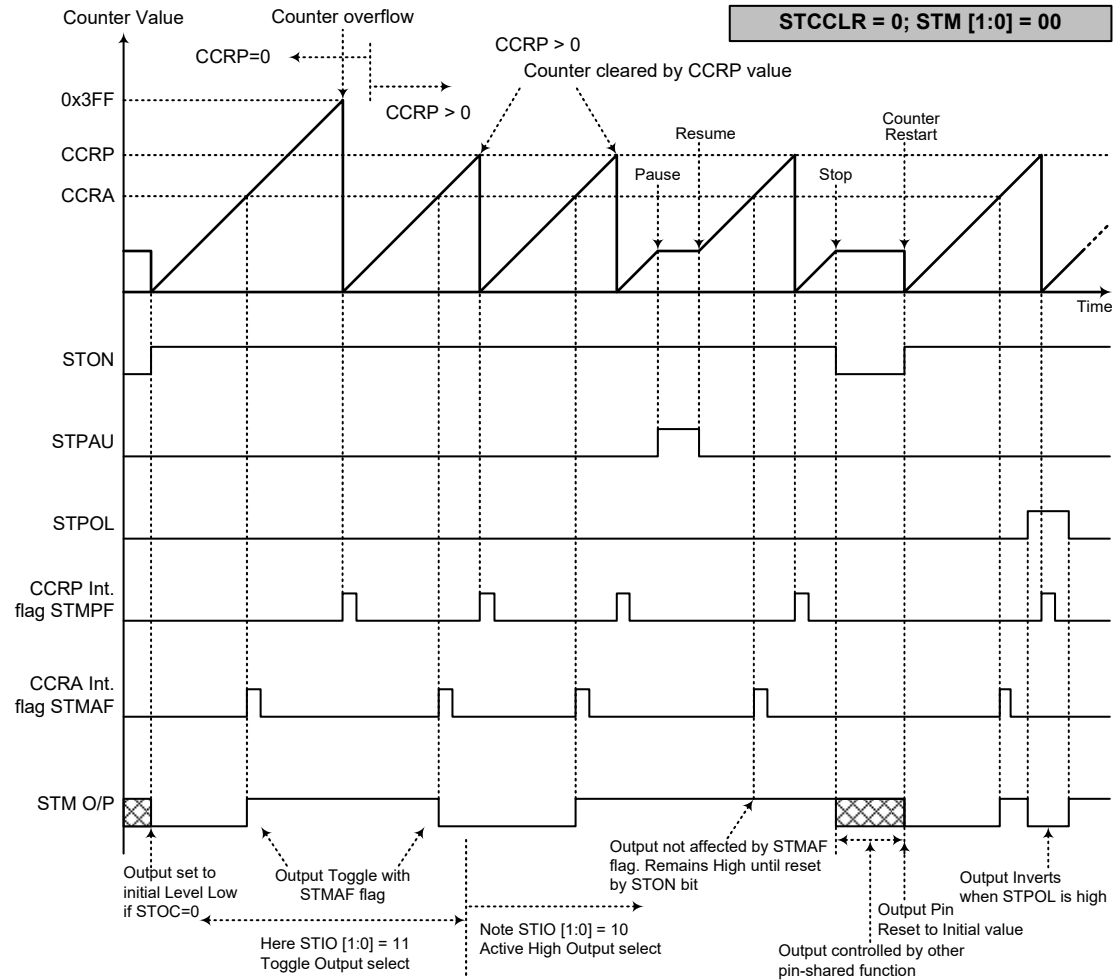 Counter Value
Counter overflow
STCCLR = 0; STM [1:0] = 00
CCRP=0
CCRP > 0
CCRP > 0
Counter cleared by CCRP value
0x3FF
CCRP
CCRA
Pause
Resume
Stop
Counter
Restart
Time
STON
STPAU
STPOL
CCRP Int.
flag STMPF
CCRA Int.
flag STMAF
STM O/P
Output set to
initial Level Low
if STOC=0
Output Toggle with
STMAF flag
Here STIO [1:0] = 11
Toggle Output select
Note STIO [1:0] = 10
Active High Output select
Output not affected by STMAF
flag. Remains High until reset
by STON bit
Output controlled by other
pin-shared function
Output Pin
Reset to Initial value
Output Inverts
when STPOL is high